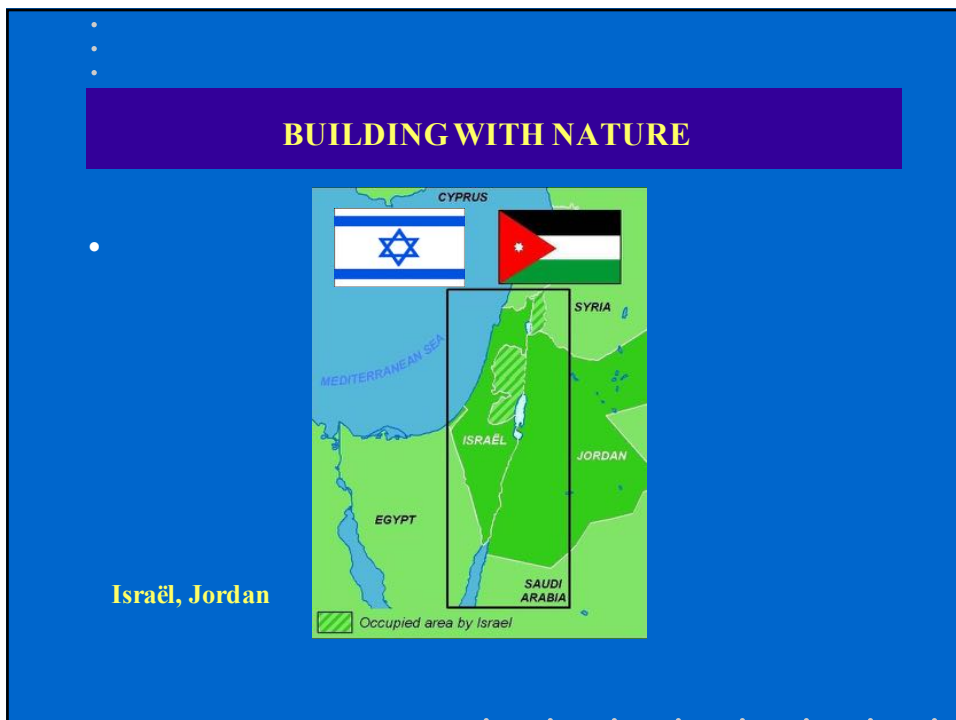 BUILDING WITH NATURE
CYPRUS
SYRIA
MEDITERRANEAN SEA
ISRAËL
JORDAN
EGYPT
SAUDI
ARABIA
Israël, Jordan
Occupied area by Israel